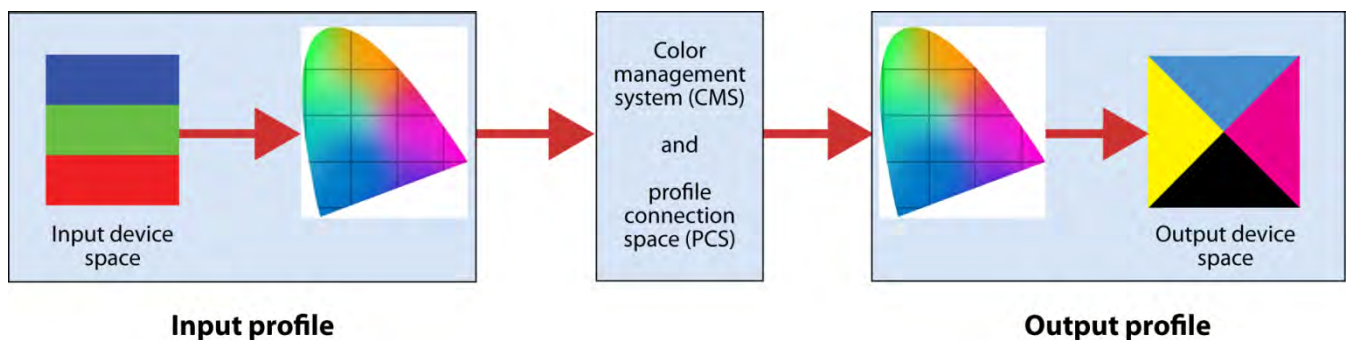 Input device
space
Color
management
system (CMS)
and
profile
connection
space (PCS)
Output device
space
Input profile
Output profile